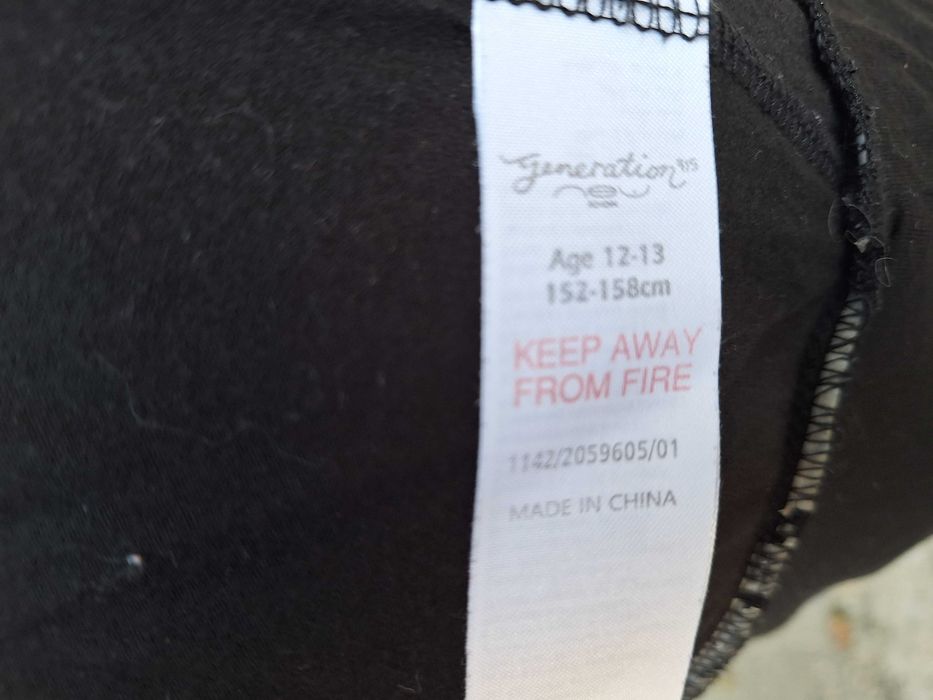 Generation
Age 12-13
152-158cm
KEEP AWAY
FROM FIRE
1142/2059605/01
MADE IN CHINA